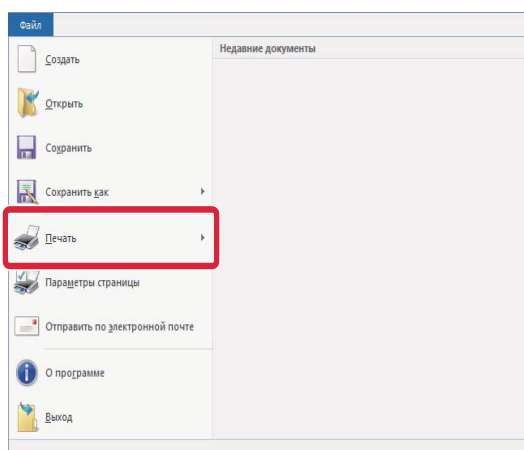 Файл
Недавние документы
Создать
Открыть
Сохранить
Сохранить как
Печать
Параметры страницы
Отправить по электронной почте
О программе
Выход